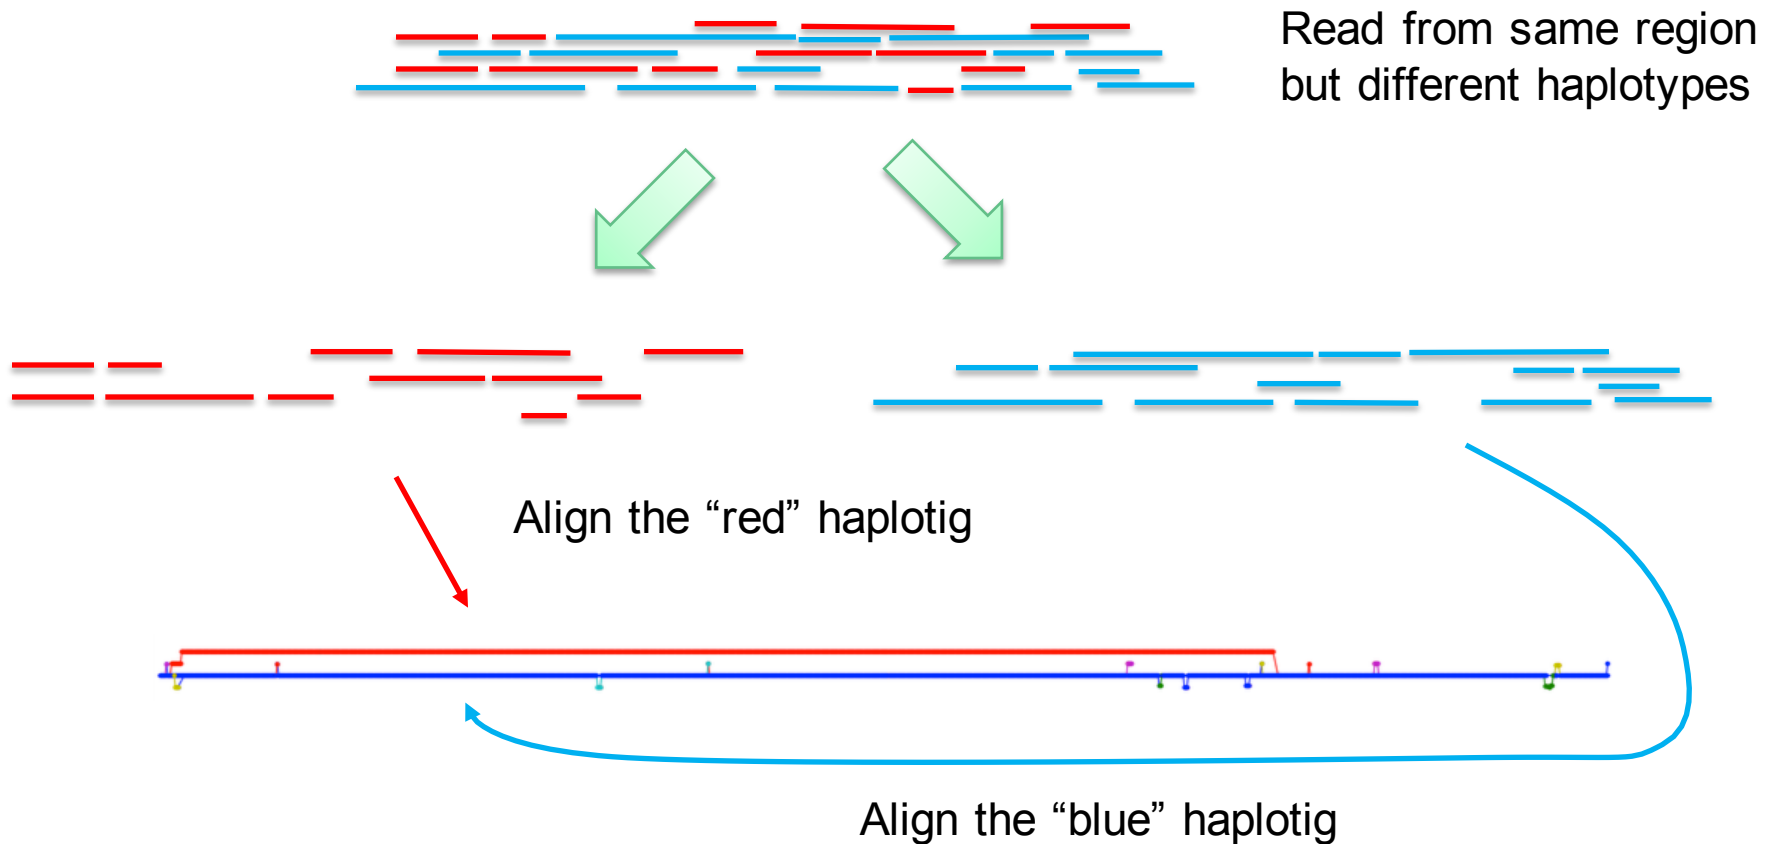 Read from same region
but different haplotypes
Align the “red” haplotig
Align the “blue” haplotig